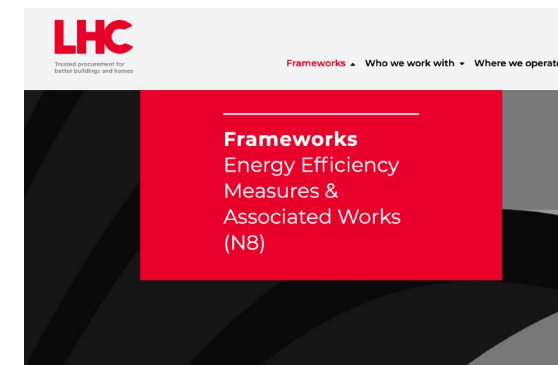 LHC
Trusted procurement for
better buildings and homes
Frameworks Who we work with Where we operate
Frameworks
Energy Efficiency
Measures &
Associated Works
(N8)